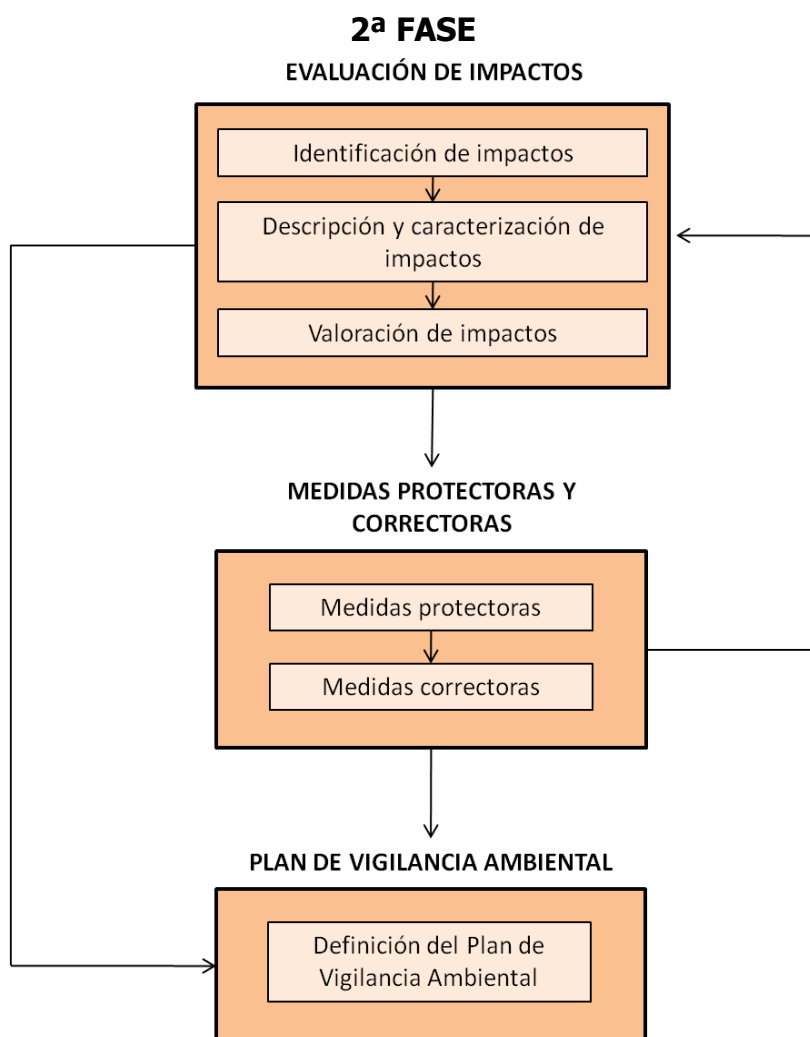 2ª FASE
EVALUACIÓN DE IMPACTOS
Identificación de impactos
Descripción y caracterización de
impactos
Valoración de impactos
MEDIDAS PROTECTORAS Y
CORRECTORAS
Medidas protectoras
Medidas correctoras
PLAN DE VIGILANCIA AMBIENTAL
Definición del Plan de
Vigilancia Ambiental